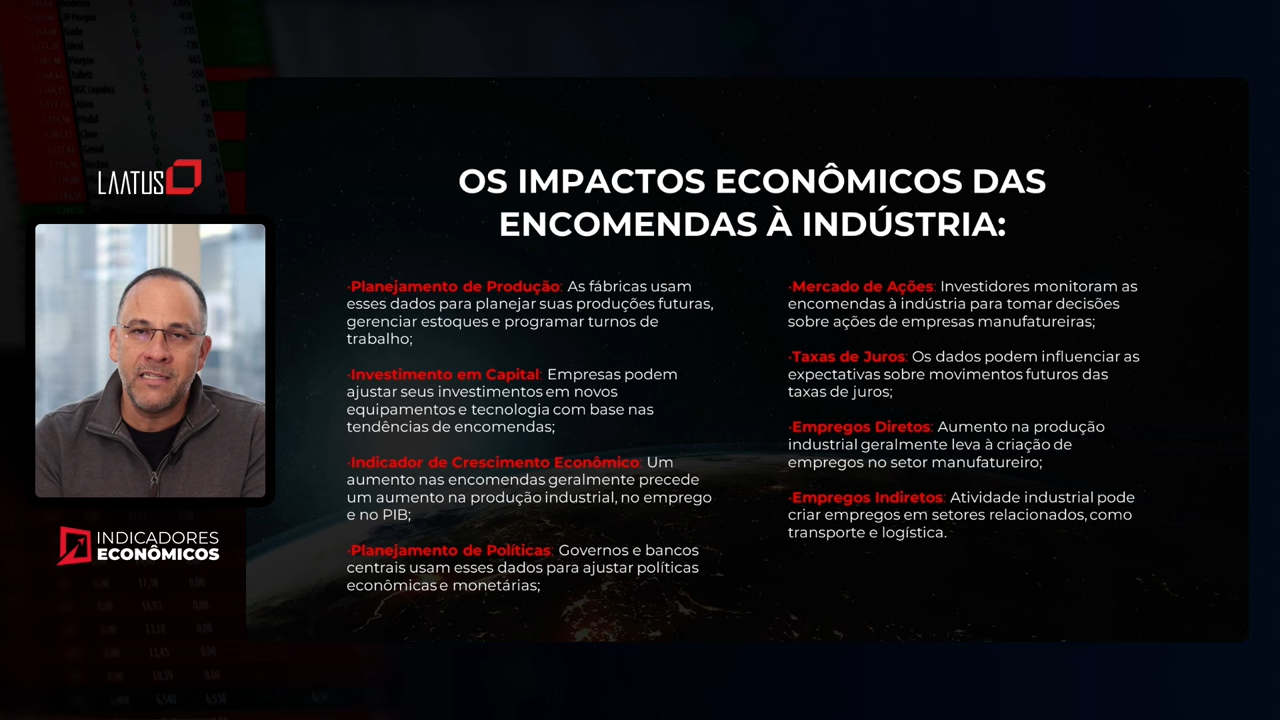 LAATUS
INDICADORES
ECONÔMICOS
OS IMPACTOS ECONÔMICOS DAS
ENCOMENDAS À INDÚSTRIA:
·Planejamento de Produção: As fábricas usam
esses dados para planejar suas produções futuras,
gerenciar estoques e programar turnos de
trabalho;
·Investimento em Capital: Empresas podem
ajustar seus investimentos em novos
equipamentos e tecnologia com base nas
tendências de encomendas;
·Indicador de Crescimento Econômico: Um
aumento nas encomendas geralmente precede
um aumento na produção industrial, no emprego
e no PIB;
·Planejamento de Políticas: Governos e bancos
centrais usam esses dados para ajustar políticas
econômicas e monetárias;
·Mercado de Ações: Investidores monitoram as
encomendas à indústria para tomar decisões
sobre ações de empresas manufatureiras;
·Taxas de Juros: Os dados podem influenciar as
expectativas sobre movimentos futuros das
taxas de juros;
·Empregos Diretos: Aumento na produção
industrial geralmente leva à criação de
empregos no setor manufatureiro;
·Empregos Indiretos: Atividade industrial pode
criar empregos em setores relacionados, como
transporte e logística.